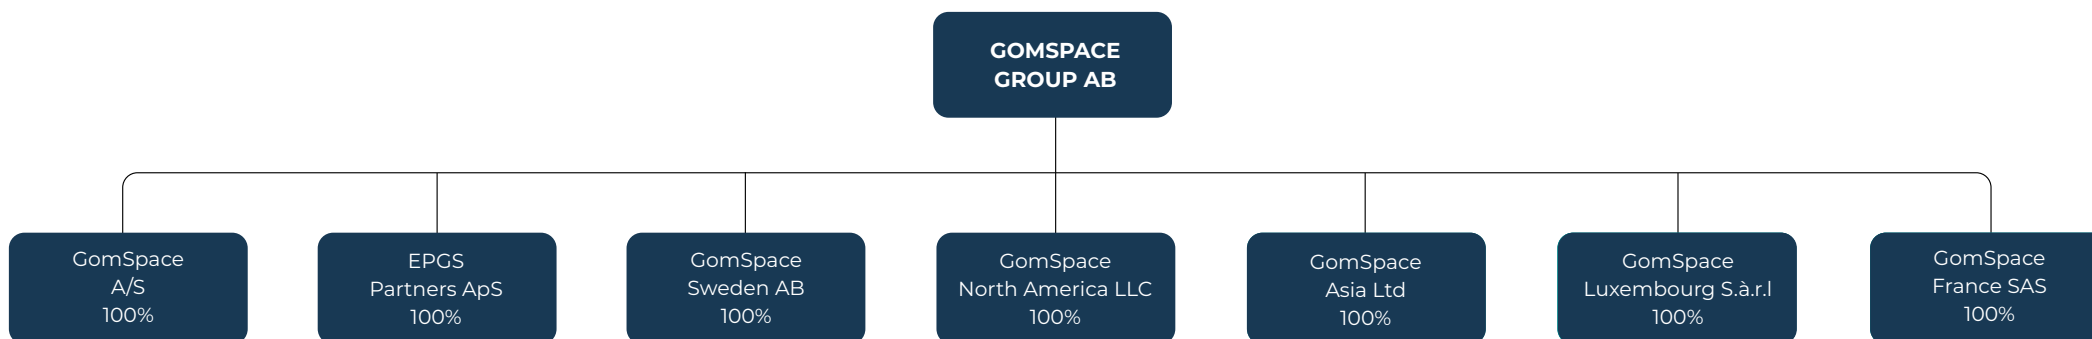 GOMSPACE
GROUP AB
GomSpace
A/S
100%
EPGS
Partners ApS
100%
GomSpace
Sweden AB
100%
GomSpace
North America LLC
100%
GomSpace
Asia Ltd
100%
GomSpace
Luxembourg S.à.r.l
100%
GomSpace
France SAS
100%